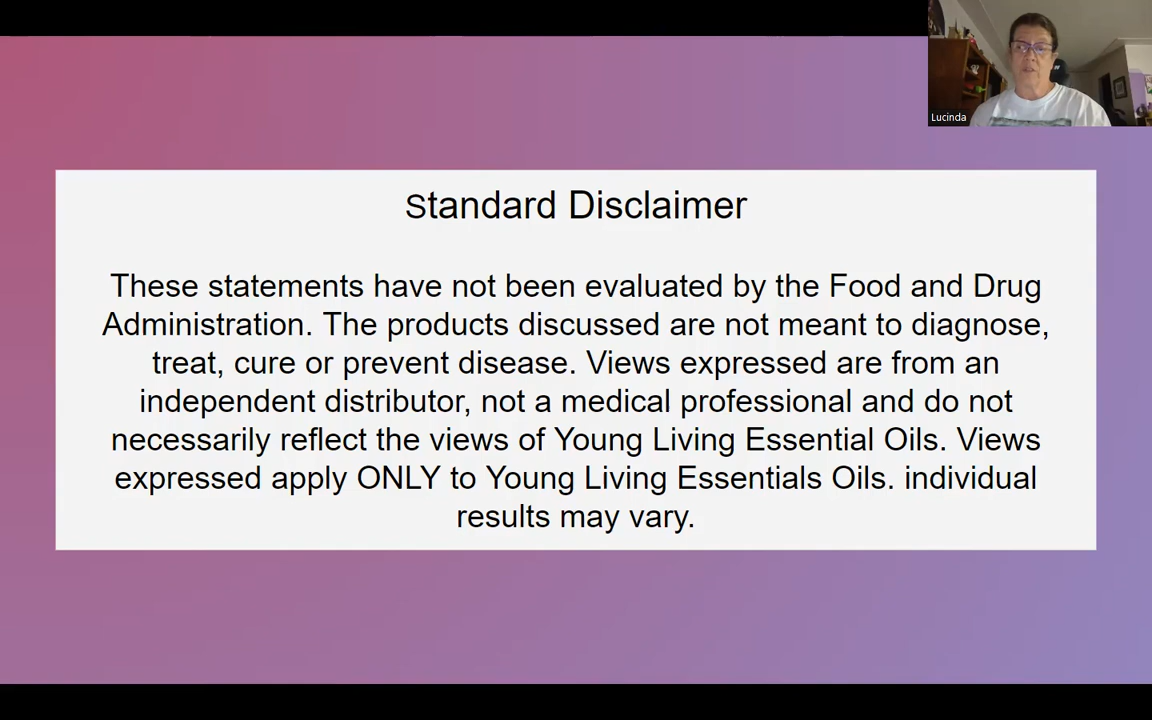 Lucinda
Standard Disclaimer
These statements have not been evaluated by the Food and Drug
Administration. The products discussed are not meant to diagnose,
treat, cure or prevent disease. Views expressed are from an
independent distributor, not a medical professional and do not
necessarily reflect the views of Young Living Essential Oils. Views
expressed apply ONLY to Young Living Essentials Oils. individual
results may vary.